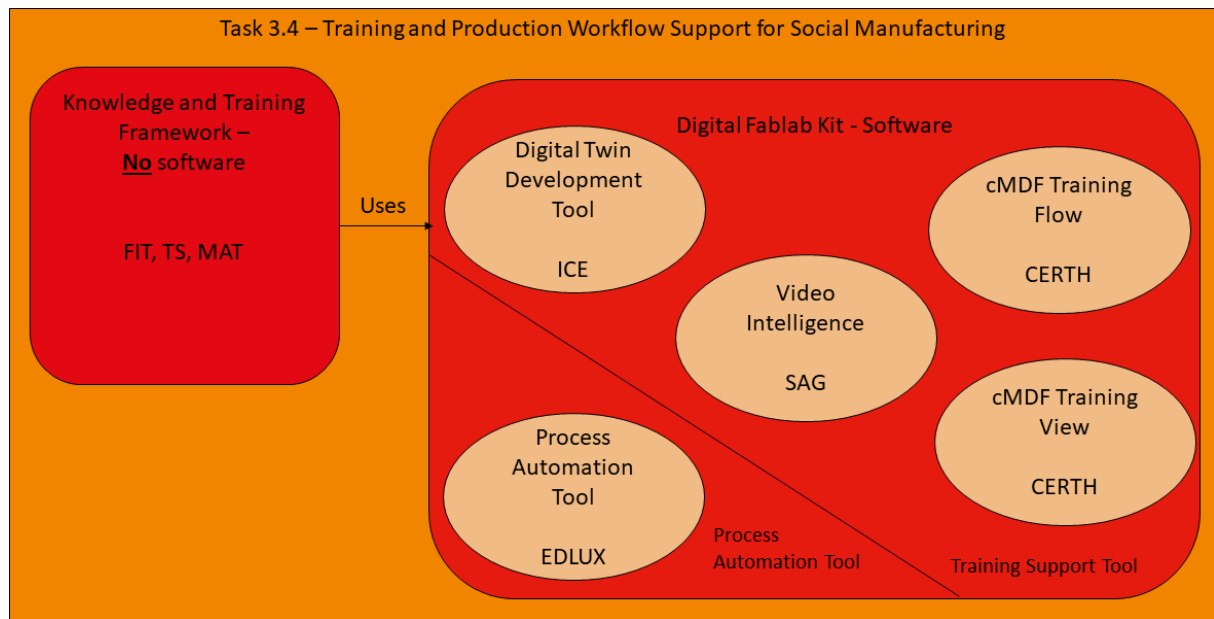 Task 3.4 – Training and Production Workflow Support for Social Manufacturing
Knowledge and Training
Framework –
No software
FIT, TS, MAT
Uses
Digital Fablab Kit - Software
Digital Twin
Development
Tool
ICE
cMDF Training
Flow
CERTH
Video
Intelligence
SAG
cMDF Training
View
CERTH
Process
Automation
Tool
EDLUX
Process
Automation Tool
Training Support Tool